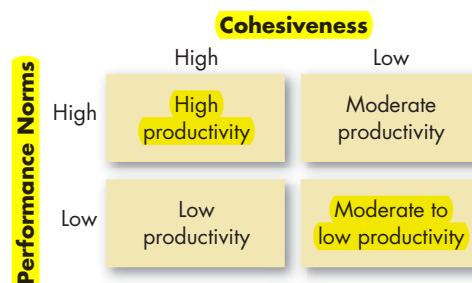 Cohesiveness
High Low
Performance Norms
High
High
productivity
Moderate
productivity
Low
Low
productivity
Moderate to
low productivity